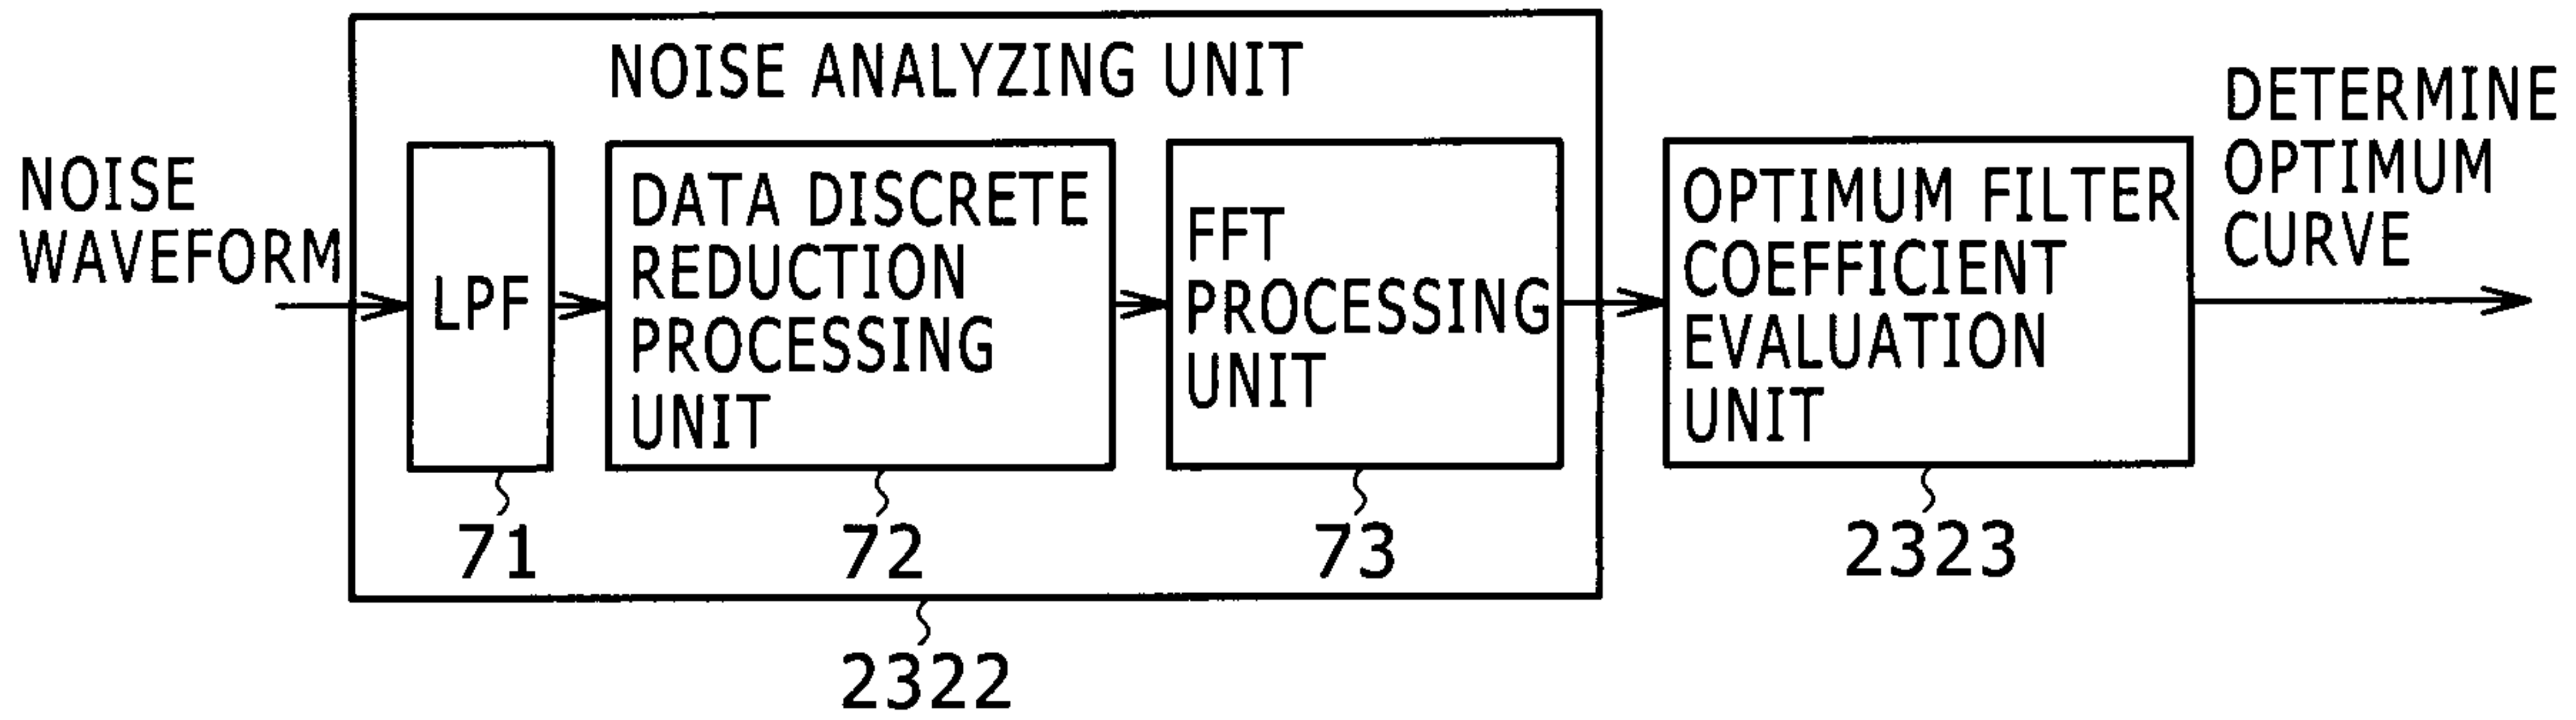 NOISE ANALYZING UNIT
NOISE
WAVEFORM
LPF
DATA DISCRETE
REDUCTION
PROCESSING
UNIT
FFT
PROCESSING
UNIT
OPTIMUM FILTER
COEFFICIENT
EVALUATION
UNIT
DETERMINE
OPTIMUM
CURVE
71
72
73
2323
2322